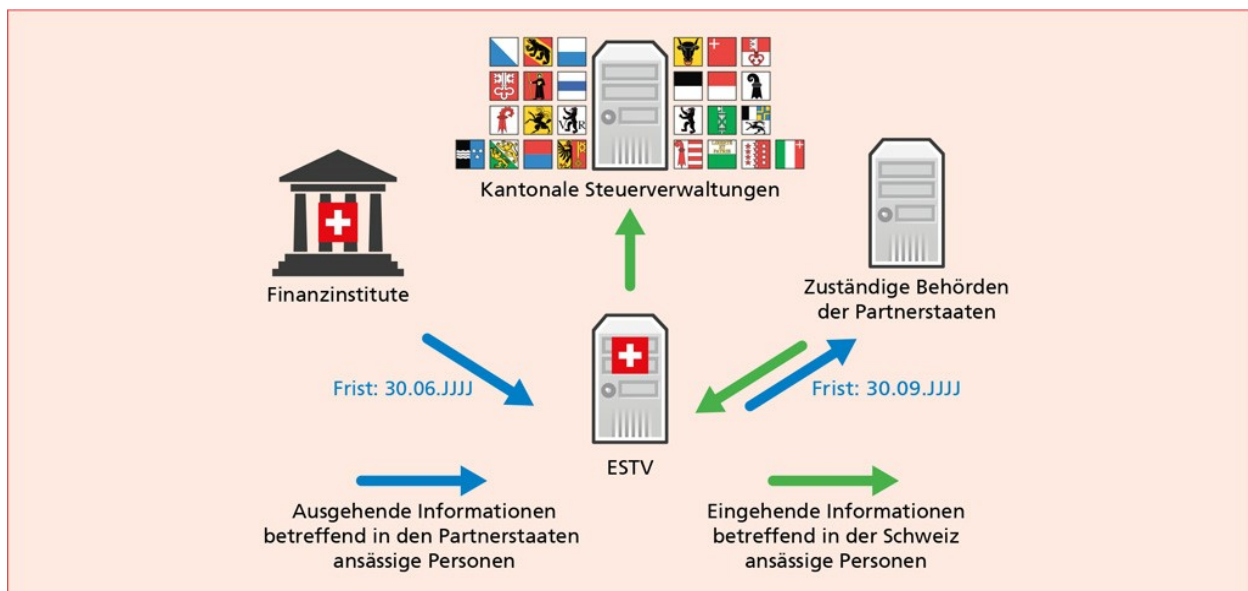 Kantonale Steuerverwaltungen
Finanzinstitute
Zuständige Behörden
der Partnerstaaten
Frist: 30.06.JJJJ
Frist: 30.09.JJJJ
ESTV
Ausgehende Informationen
betreffend in den Partnerstaaten
ansässige Personen
Eingehende Informationen
betreffend in der Schweiz
ansässige Personen